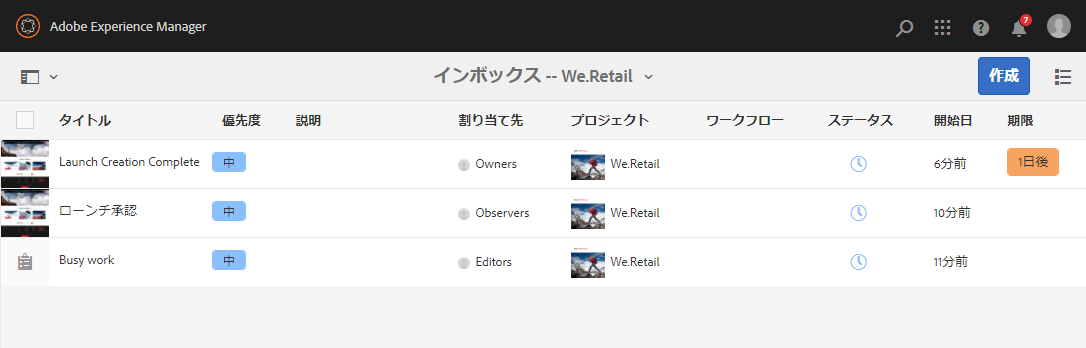 Adobe Experience Manager
7
インボックス -- We.Retail
作成
タイトル 優先度 説明 割り当て先 プロジェクト ワークフロー ステータス 開始日 期限
Launch Creation Complete 中 Owners We.Retail 6分前 1日後
ローンチ承認 中 Observers We.Retail 10分前
Busy work 中 Editors We.Retail 11分前